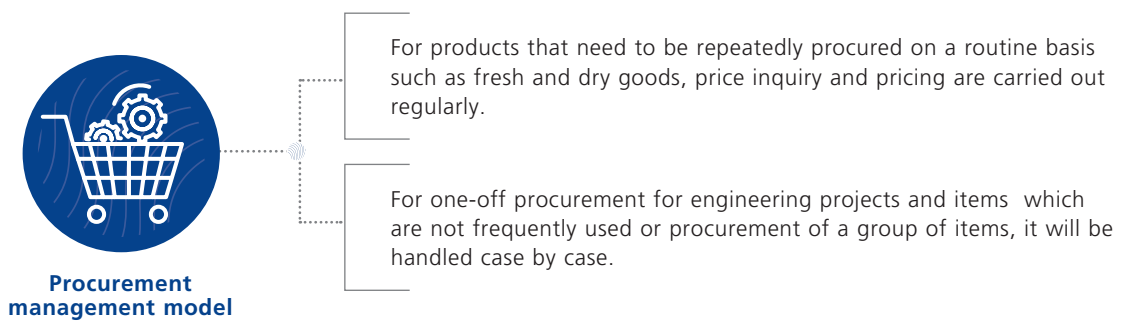 For products that need to be repeatedly procured on a routine basis
such as fresh and dry goods, price inquiry and pricing are carried out
regularly.
For one-off procurement for engineering projects and items which
are not frequently used or procurement of a group of items, it will be
handled case by case.
Procurement
management model